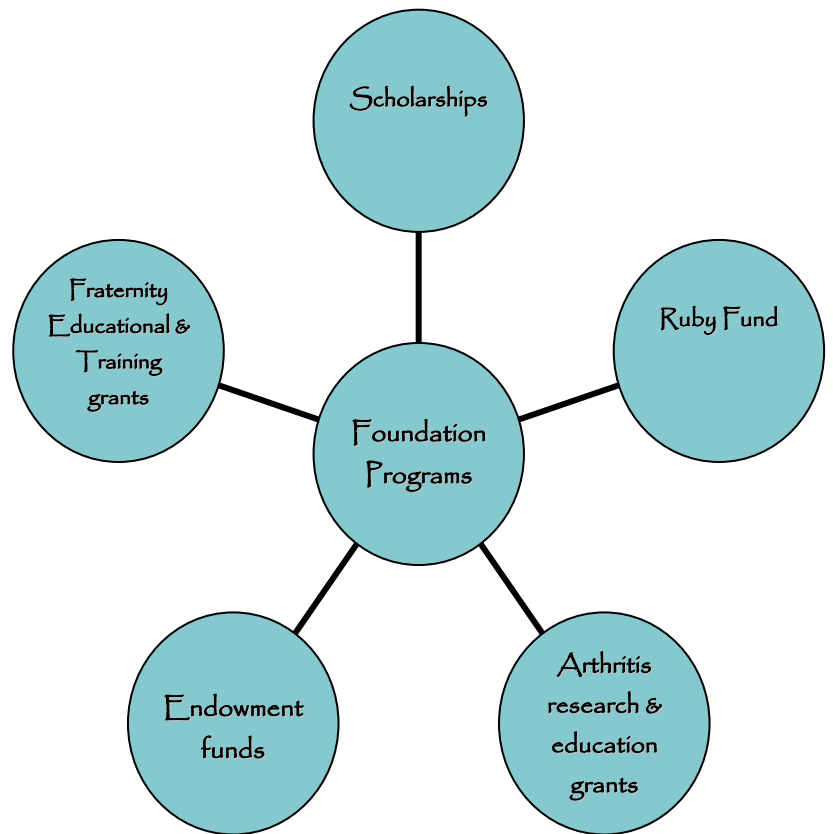 Scholarships
Fraternity
Educational &
Training
grants
Ruby Fund
Foundation
Programs
Endowment
funds
Arthritis
research &
education
grants